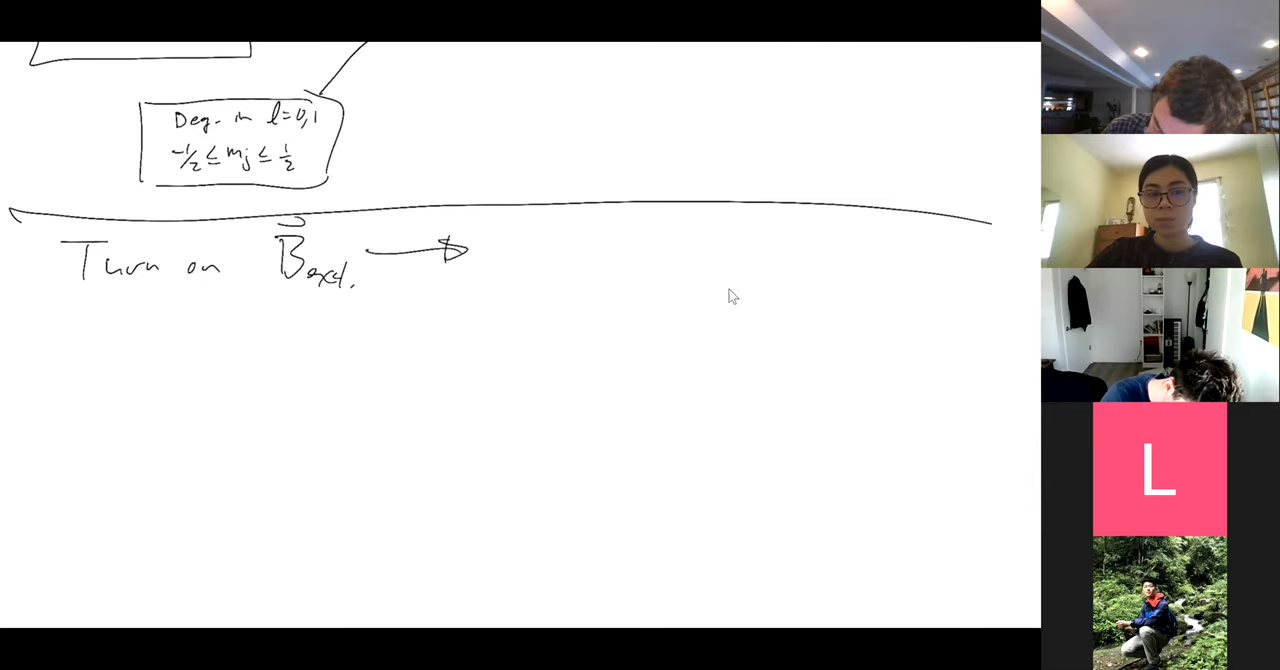 Deg. in l=0,1
-1/2 ≤ mj ≤ 1/2
Turn on B⃗ext. →
L